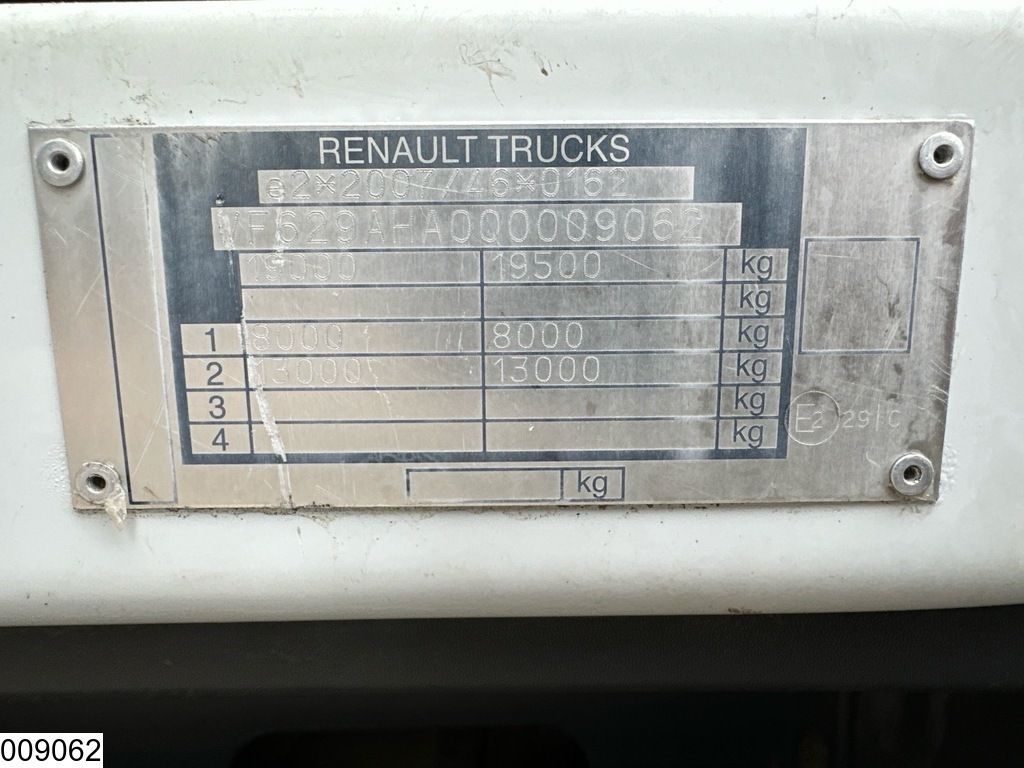 RENAULT TRUCKS
e2*2007/46*0162
VF629AHA0Q0009062
19000 19500 kg
kg
1 8000 8000 kg
2 13000 13000 kg
3 kg
4 kg
E2 29IC
kg
009062